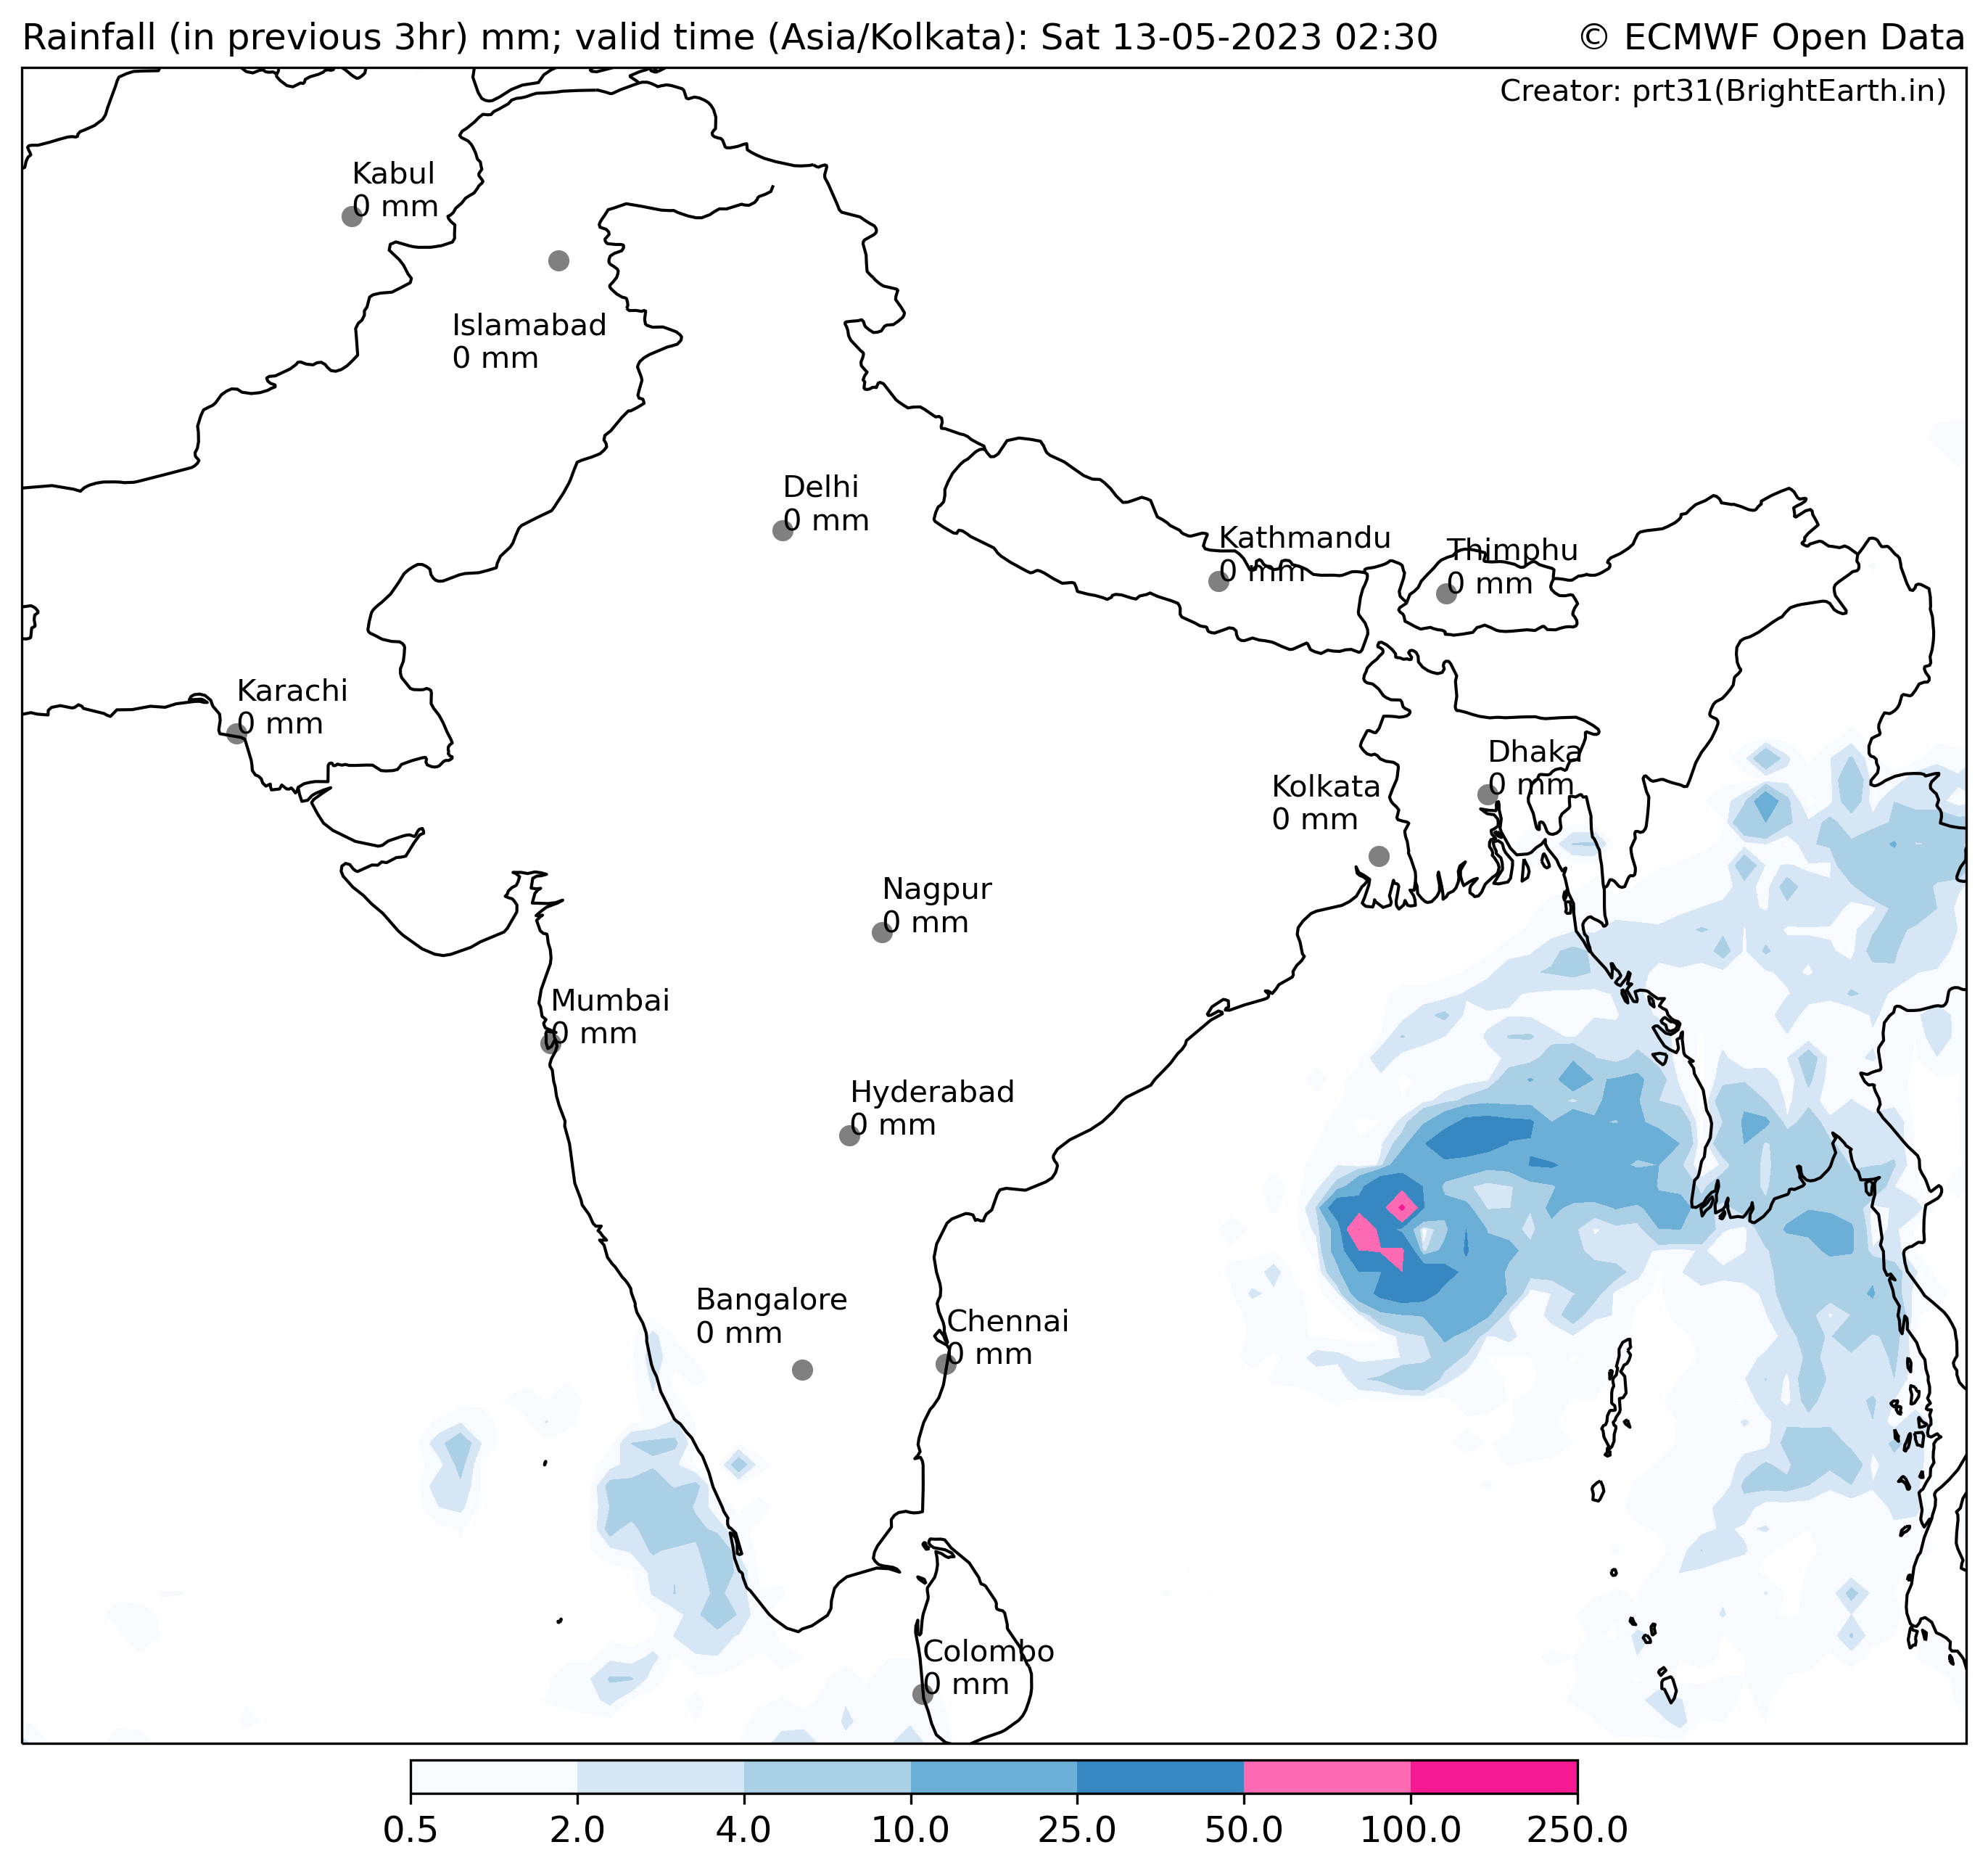 Rainfall (in previous 3hr) mm; valid time (Asia/Kolkata): Sat 13-05-2023 02:30
© ECMWF Open Data
Creator: prt31(BrightEarth.in)
Kabul
0 mm
Islamabad
0 mm
Delhi
0 mm
Kathmandu
0 mm
Thimphu
0 mm
Karachi
0 mm
Dhaka
0 mm
Kolkata
0 mm
Nagpur
0 mm
Mumbai
0 mm
Hyderabad
0 mm
Bangalore
0 mm
Chennai
0 mm
Colombo
0 mm
0.5 2.0 4.0 10.0 25.0 50.0 100.0 250.0